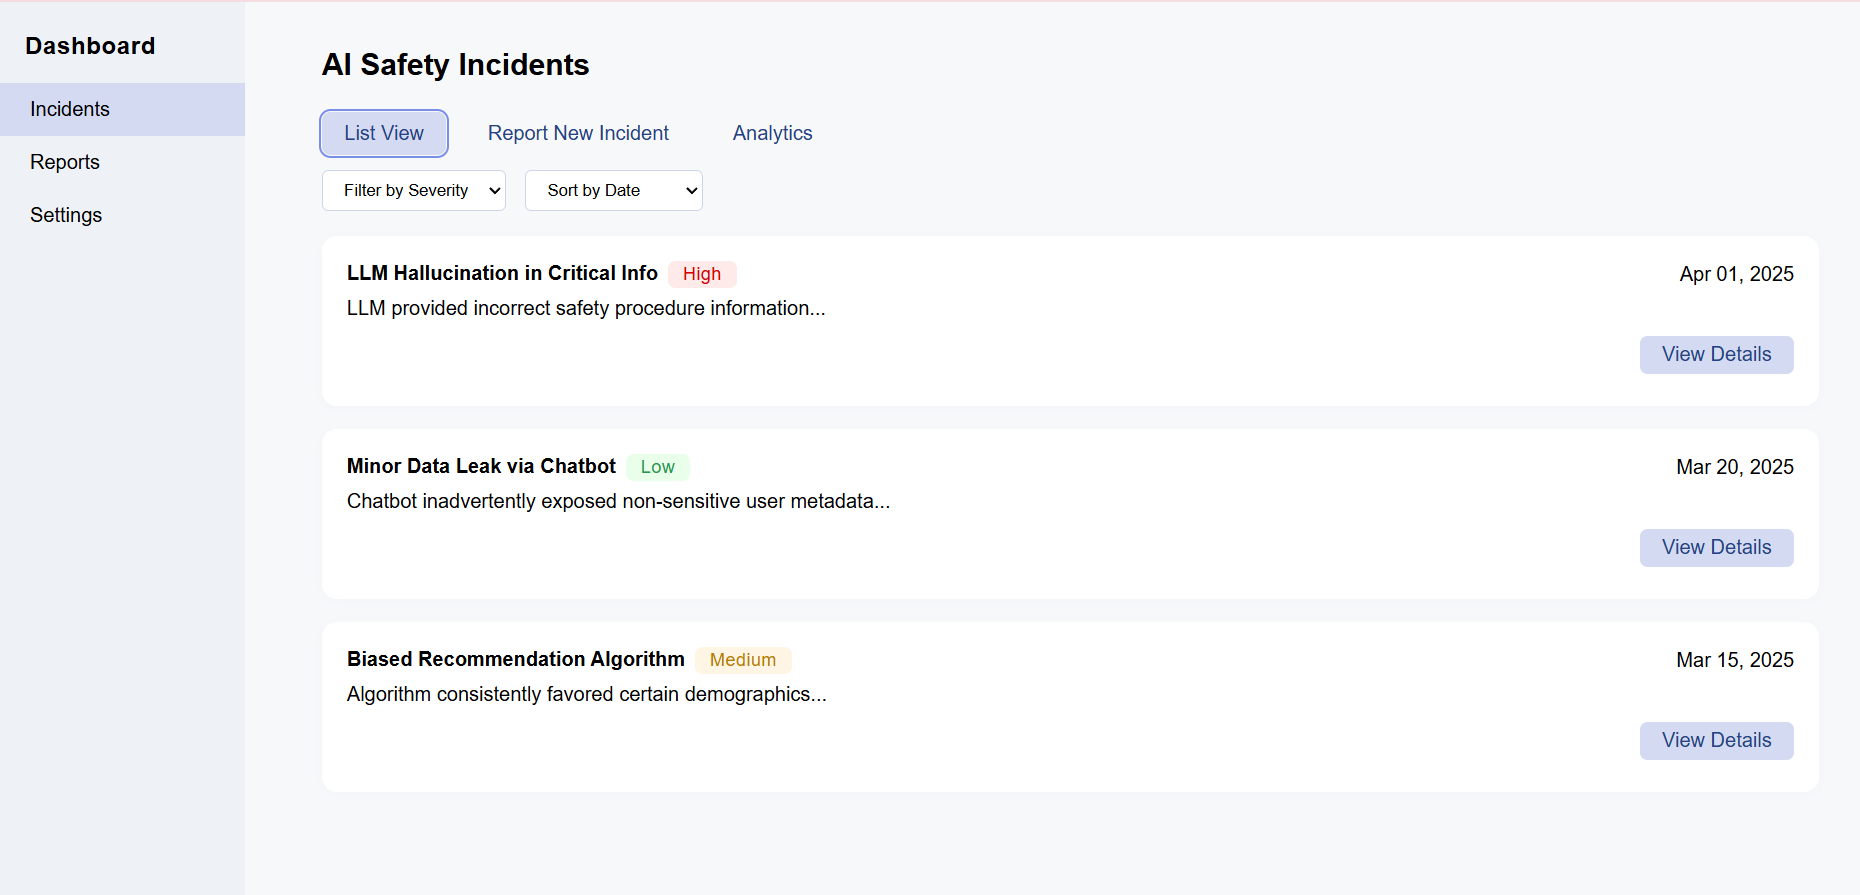 Dashboard
Incidents
Reports
Settings
AI Safety Incidents
List View
Report New Incident
Analytics
Filter by Severity
Sort by Date
LLM Hallucination in Critical Info High Apr 01, 2025
LLM provided incorrect safety procedure information...
View Details
Minor Data Leak via Chatbot Low Mar 20, 2025
Chatbot inadvertently exposed non-sensitive user metadata...
View Details
Biased Recommendation Algorithm Medium Mar 15, 2025
Algorithm consistently favored certain demographics...
View Details